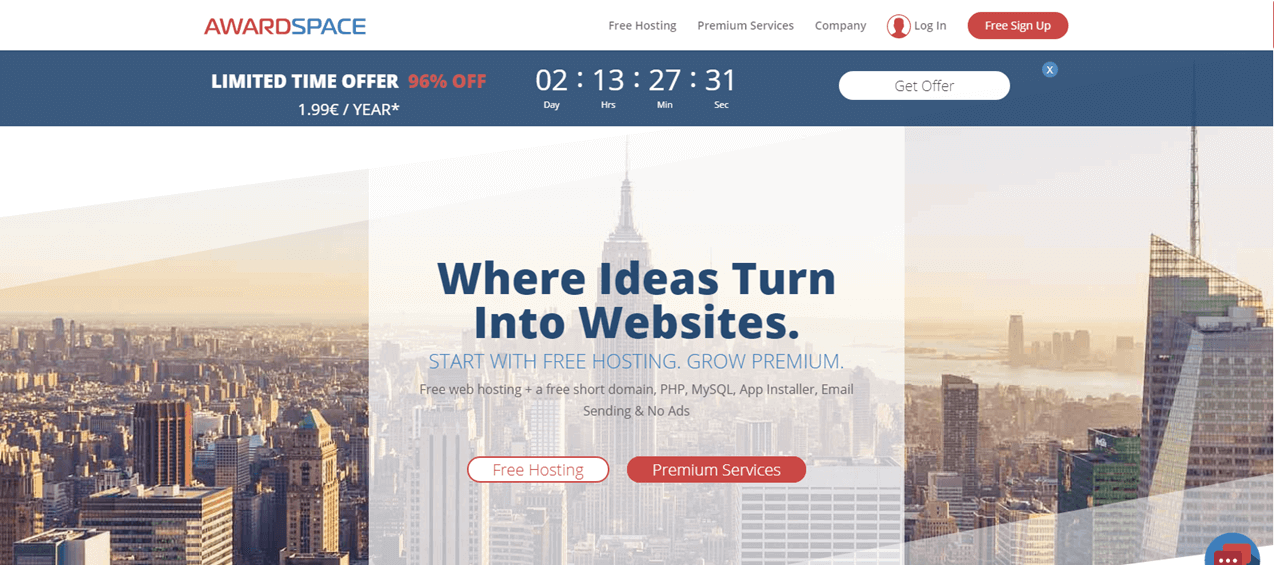 AWARDSPACE
Free Hosting Premium Services Company Log In Free Sign Up
LIMITED TIME OFFER 96% OFF
1.99€ / YEAR*
02 : 13 : 27 : 31
Day Hrs Min Sec
Get Offer
X
Where Ideas Turn
Into Websites.
START WITH FREE HOSTING. GROW PREMIUM.
Free web hosting + a free short domain, PHP, MySQL, App Installer, Email
Sending & No Ads
Free Hosting Premium Services